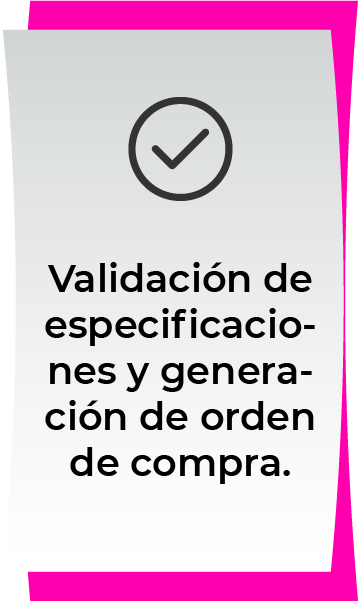 Validación de
especificacio-
nes y genera-
ción de orden
de compra.